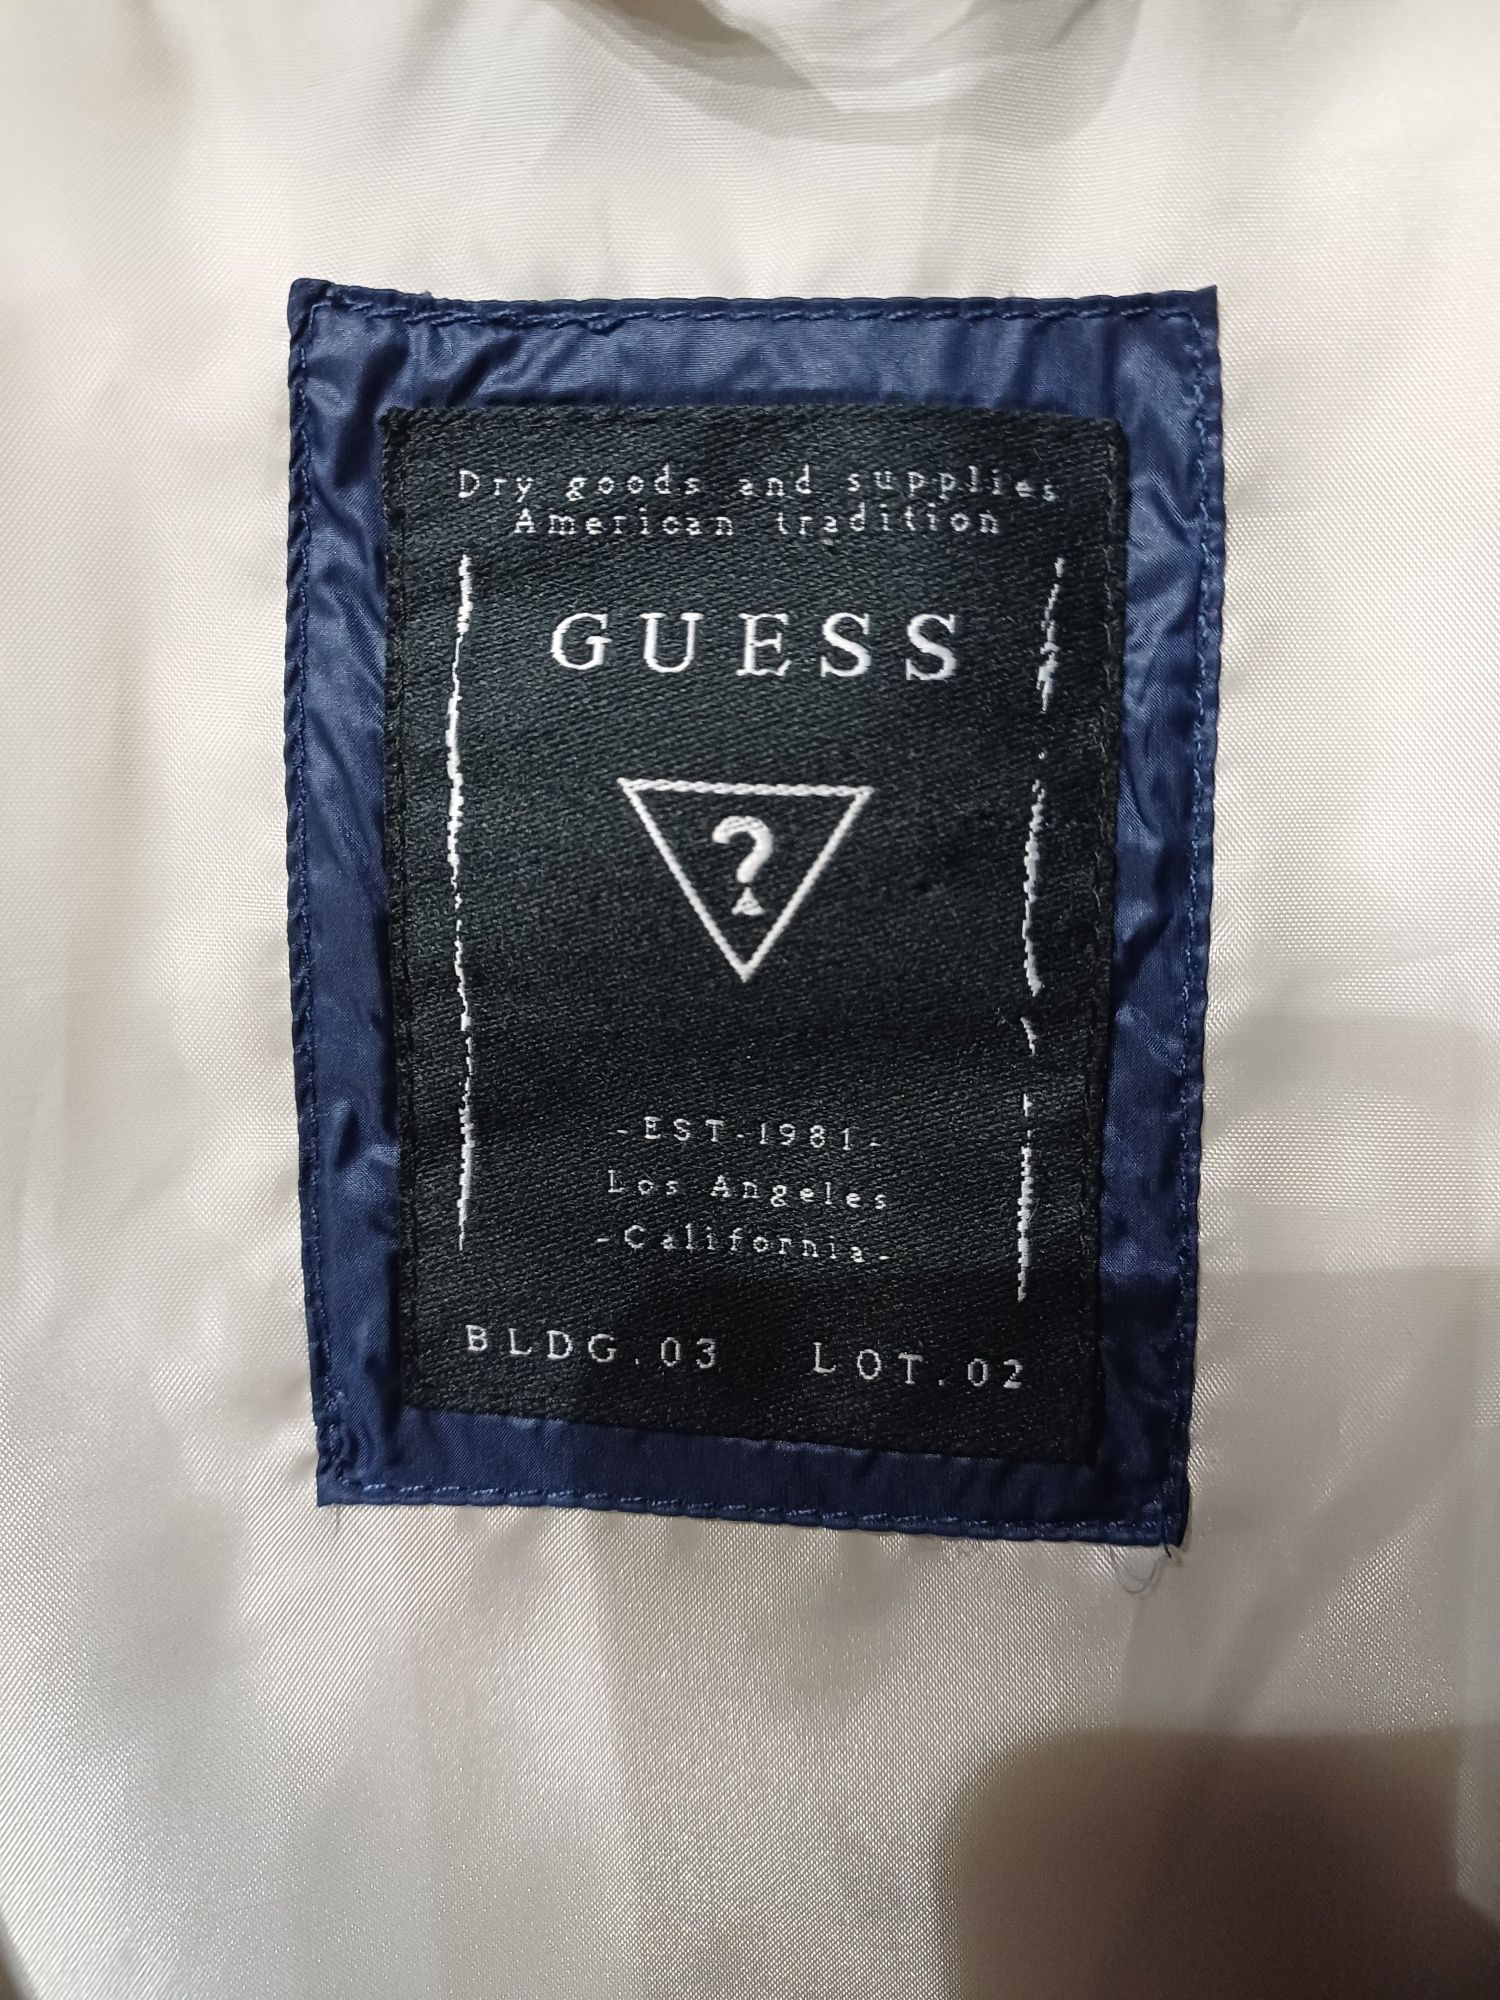 Dry goods and supplies
American tradition
GUESS
?
-EST-1981-
Los Angeles
-California-
BLDG.03 LOT.02